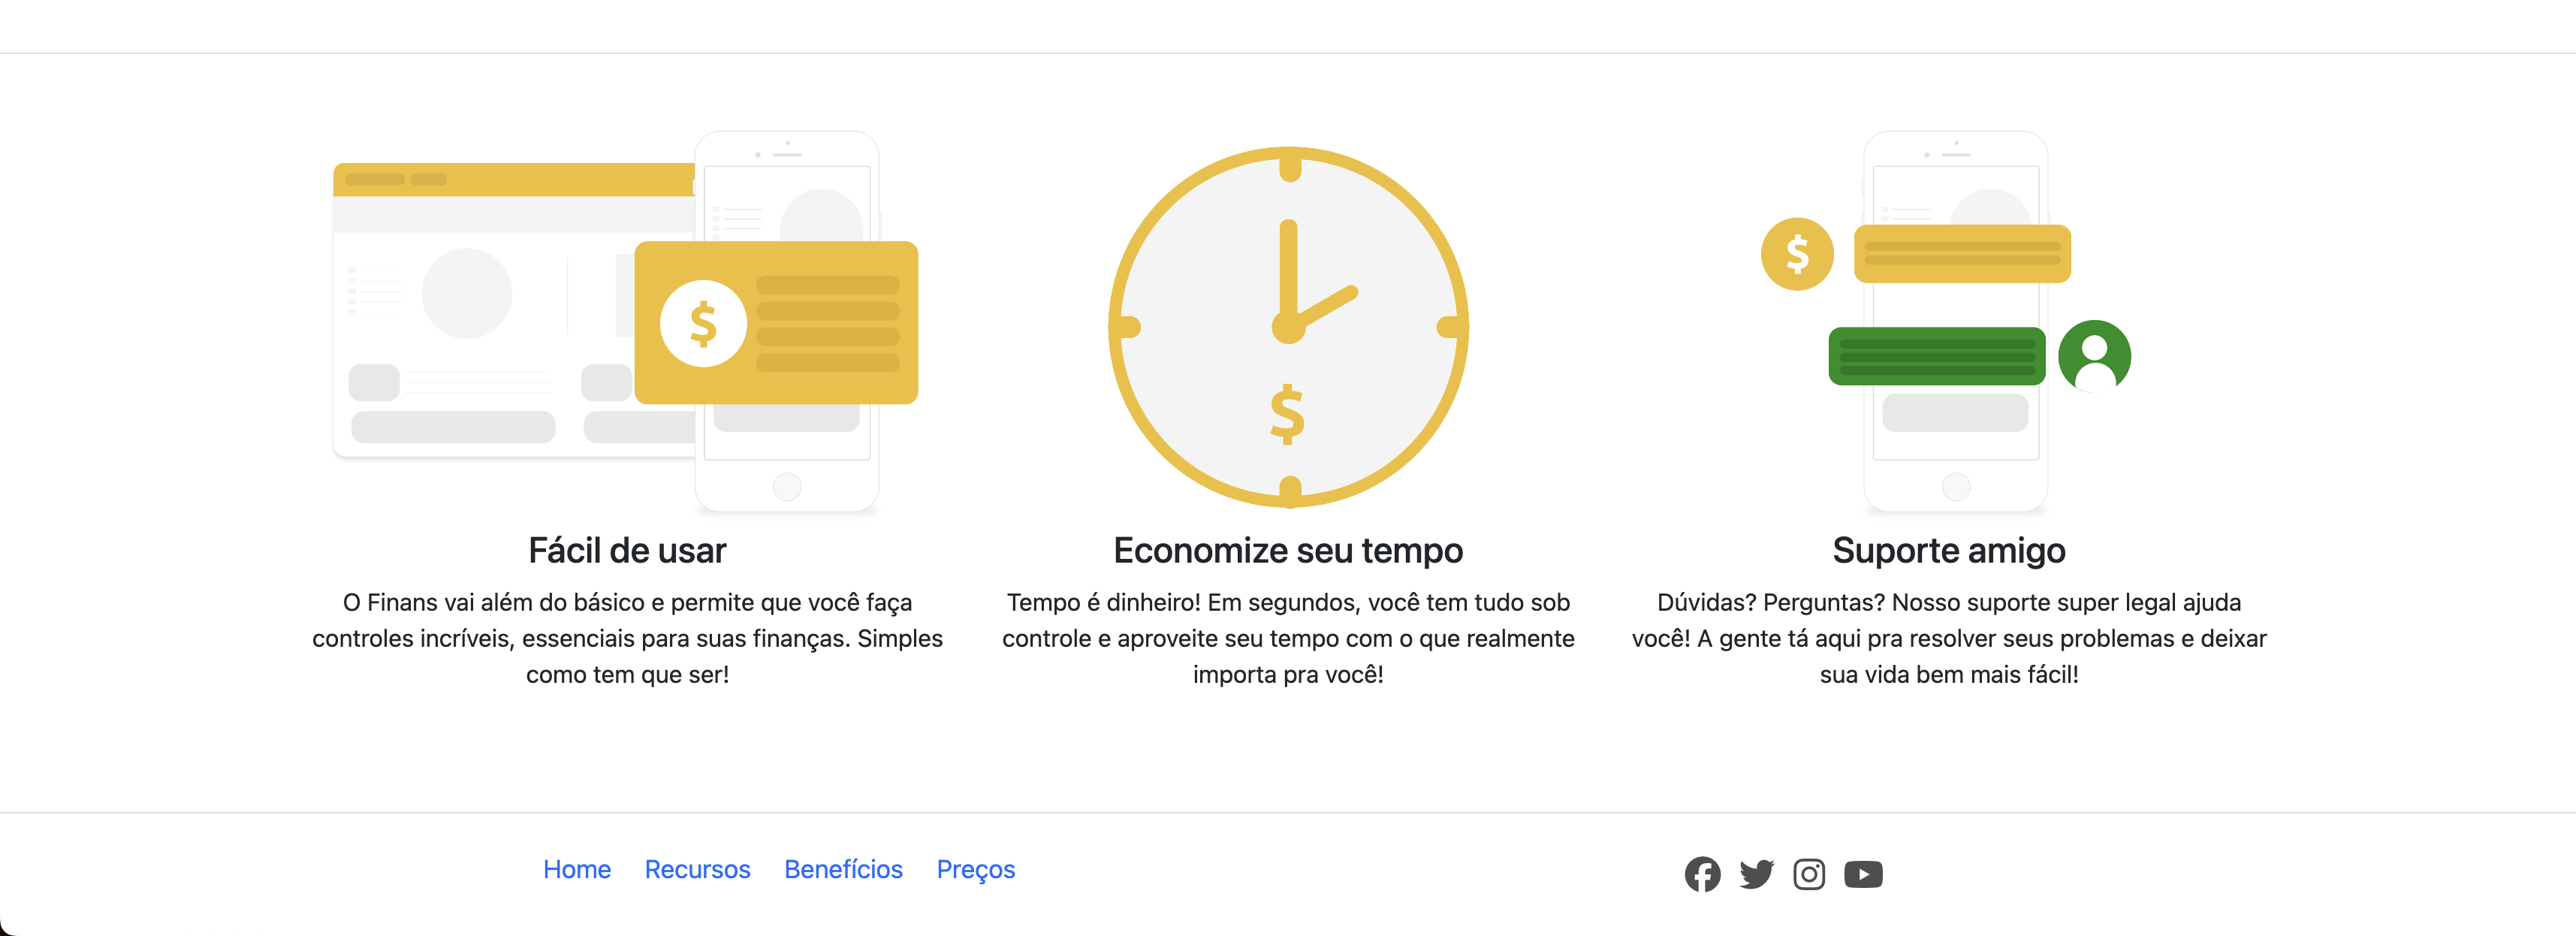 $
$
$
Fácil de usar
O Finans vai além do básico e permite que você faça
controles incríveis, essenciais para suas finanças. Simples
como tem que ser!
Economize seu tempo
Tempo é dinheiro! Em segundos, você tem tudo sob
controle e aproveite seu tempo com o que realmente
importa pra você!
Suporte amigo
Dúvidas? Perguntas? Nosso suporte super legal ajuda
você! A gente tá aqui pra resolver seus problemas e deixar
sua vida bem mais fácil!
Home Recursos Benefícios Preços